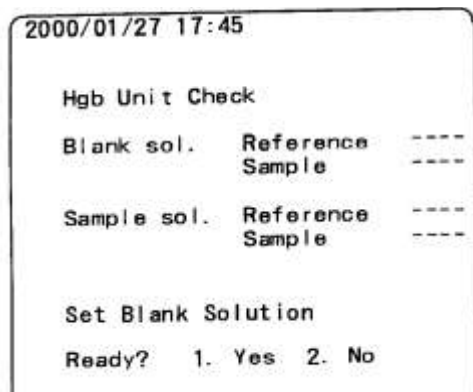 2000/01/27 17:45
Hgb Unit Check
Blank sol. Reference ----
Sample ----
Sample sol. Reference ----
Sample ----
Set Blank Solution
Ready? 1. Yes 2. No